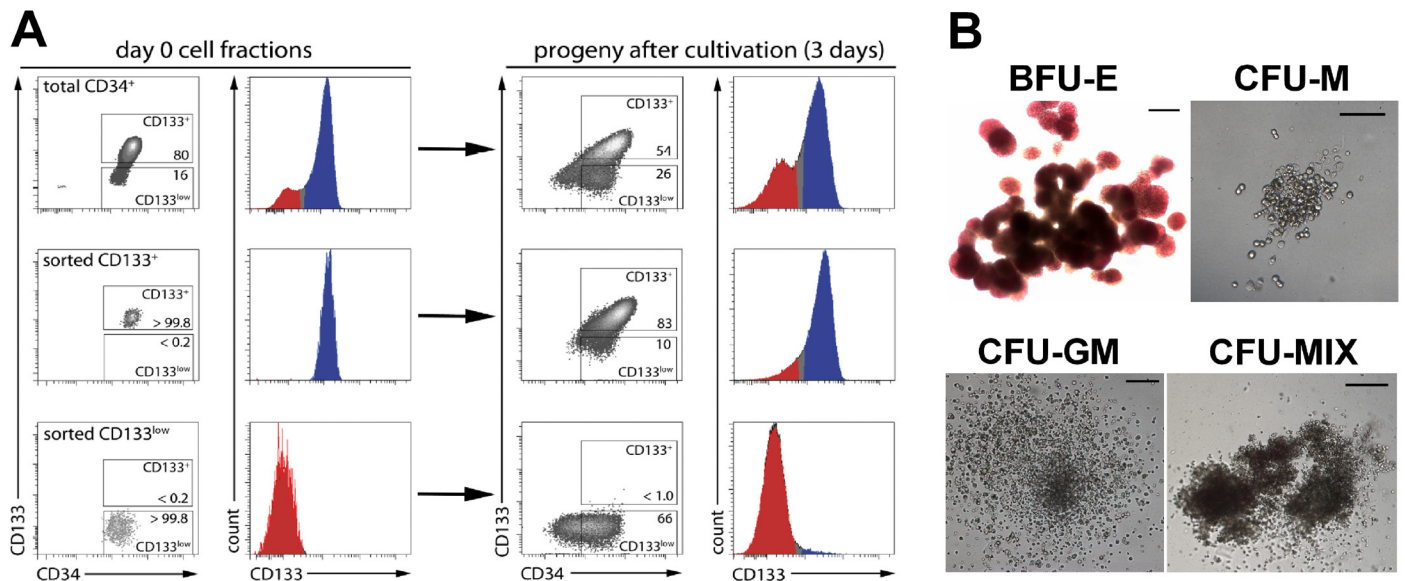 A
day 0 cell fractions
progeny after cultivation (3 days)
total CD34⁺
CD133⁺
80
16
CD133ˡᵒʷ
CD133⁺
54
26
CD133ˡᵒʷ
sorted CD133⁺
CD133⁺
> 99.8
< 0.2
CD133ˡᵒʷ
CD133⁺
83
10
CD133ˡᵒʷ
sorted CD133ˡᵒʷ
CD133⁺
< 0.2
> 99.8
CD133ˡᵒʷ
CD133⁺
< 1.0
66
CD133ˡᵒʷ
CD133
count
CD133
count
CD34
CD133
CD34
CD133
B
BFU-E
CFU-M
CFU-GM
CFU-MIX